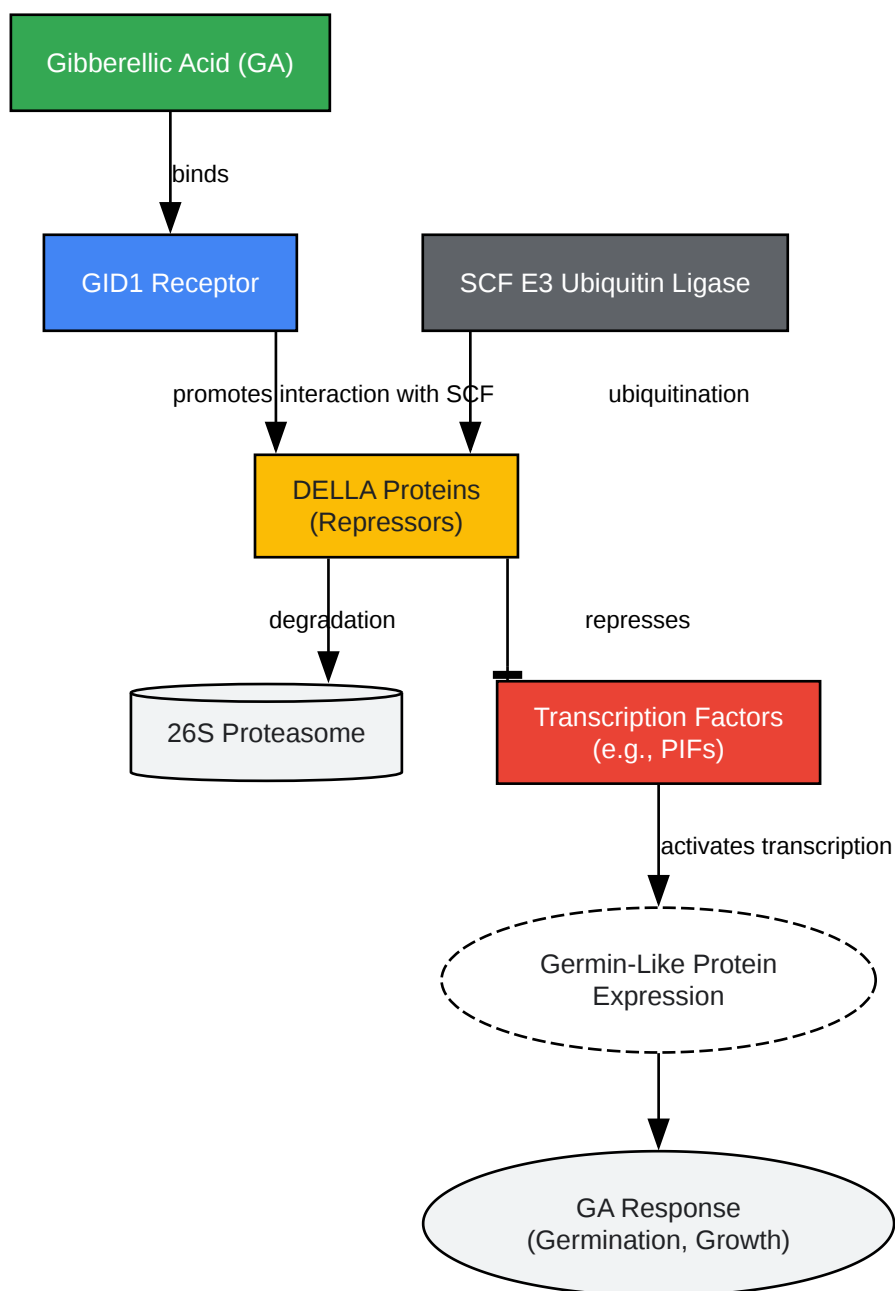 Gibberellic Acid (GA)
binds
GID1 Receptor
SCF E3 Ubiquitin Ligase
promotes interaction with SCF
ubiquitination
DELLA Proteins
(Repressors)
degradation
represses
26S Proteasome
Transcription Factors
(e.g., PIFs)
activates transcription
Germin-Like Protein
Expression
GA Response
(Germination, Growth)